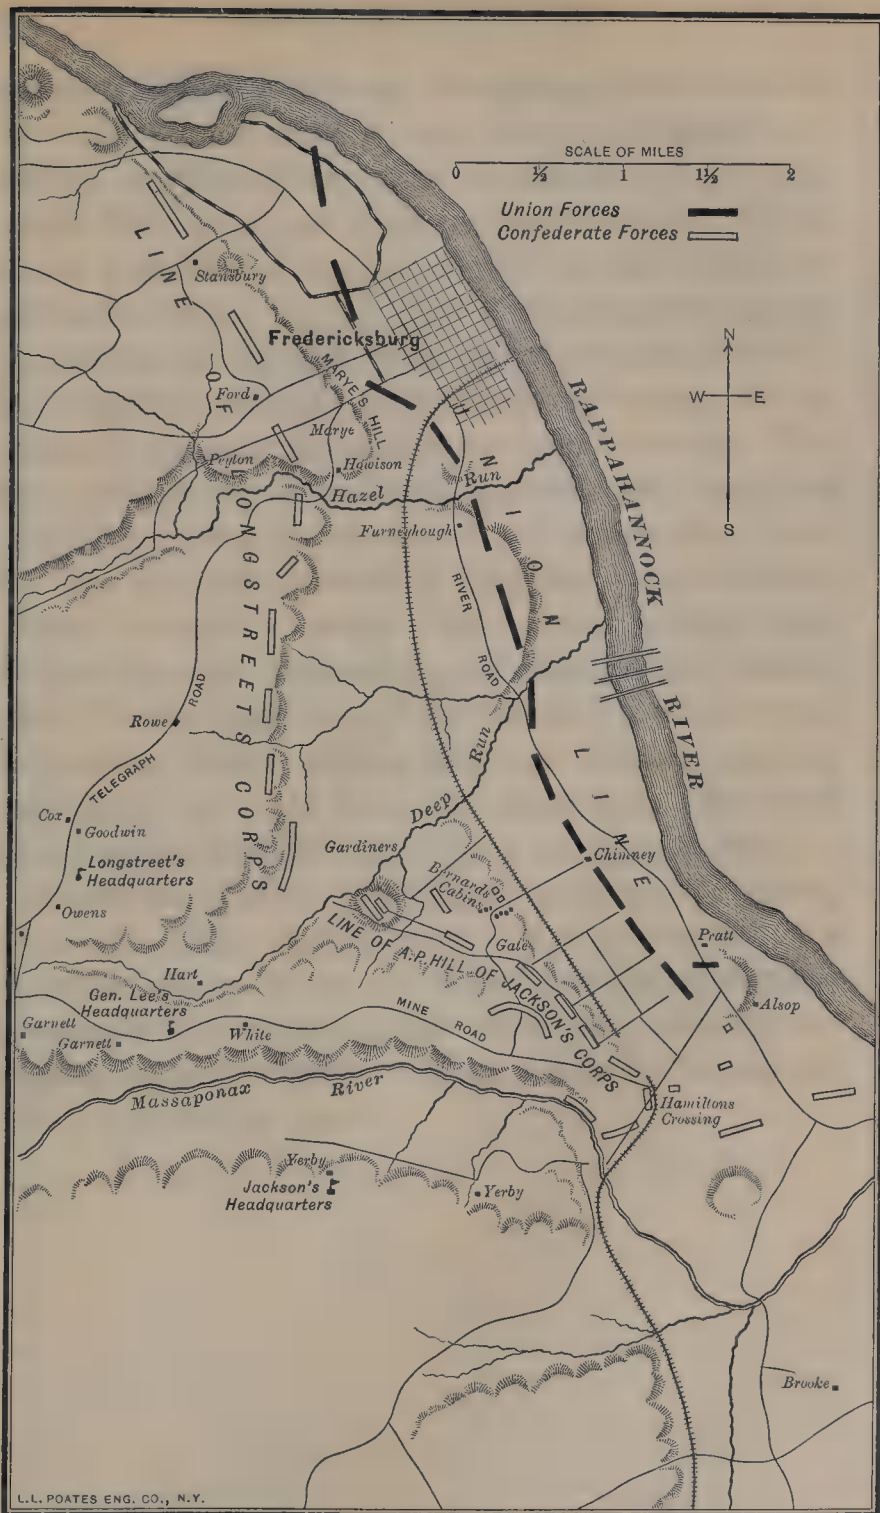 SCALE OF MILES
0 ½ 1 1½ 2
Union Forces
Confederate Forces
N
W E
S
LINE OF LONGSTREETS CORPS
Stansbury
Fredericksburg
MARYE'S HILL
Ford
Marye
Peyton
Howison
Hazel Run
Furneyhough
RAPPAHANNOCK RIVER
UNION LINE
RIVER ROAD
Rowe
TELEGRAPH ROAD
Deep Run
Cox
Goodwin
Gardiners
Longstreet's
Headquarters
Bernards
Cabins
Chimney
Owens
LINE OF A.P. HILL OF JACKSON'S CORPS
Gate
Pratt
Hart
Gen. Lee's
Headquarters
Alsop
MINE ROAD
Garnett
Garnett
White
Massaponax River
Hamiltons
Crossing
Yerby
Jackson's
Headquarters
Yerby
Brooke
L.L. POATES ENG. CO., N.Y.